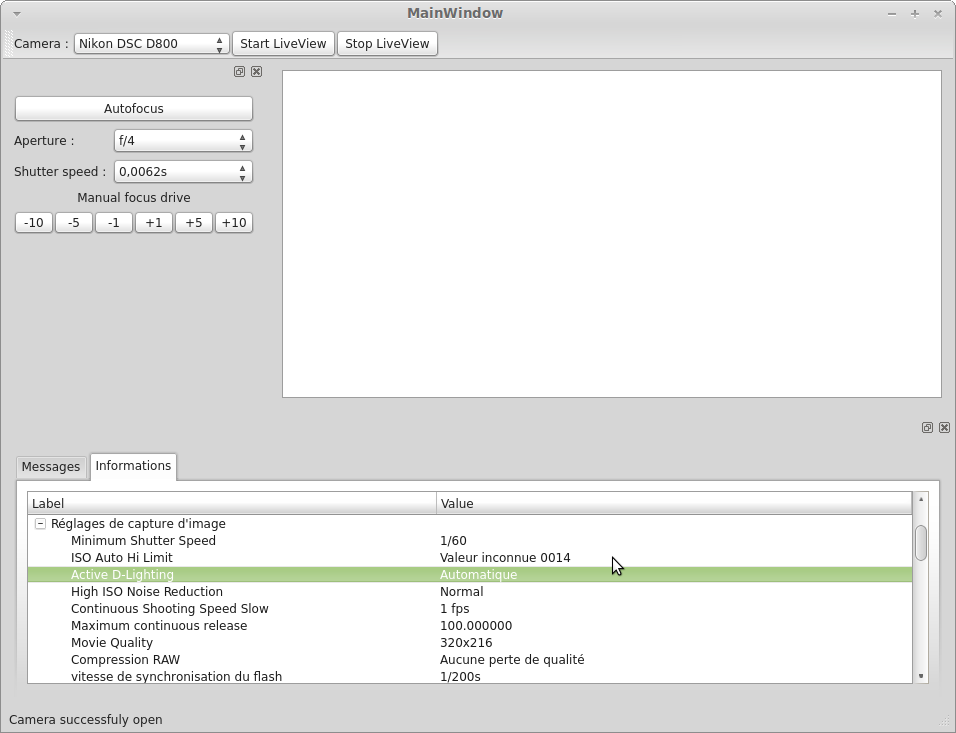 MainWindow
Camera : Nikon DSC D800 Start LiveView Stop LiveView
Autofocus
Aperture : f/4
Shutter speed : 0,0062s
Manual focus drive
-10 -5 -1 +1 +5 +10
Messages Informations
Label Value
Réglages de capture d'image
Minimum Shutter Speed 1/60
ISO Auto Hi Limit Valeur inconnue 0014
Active D-Lighting Automatique
High ISO Noise Reduction Normal
Continuous Shooting Speed Slow 1 fps
Maximum continuous release 100.000000
Movie Quality 320x216
Compression RAW Aucune perte de qualité
vitesse de synchronisation du flash 1/200s
Camera successfuly open